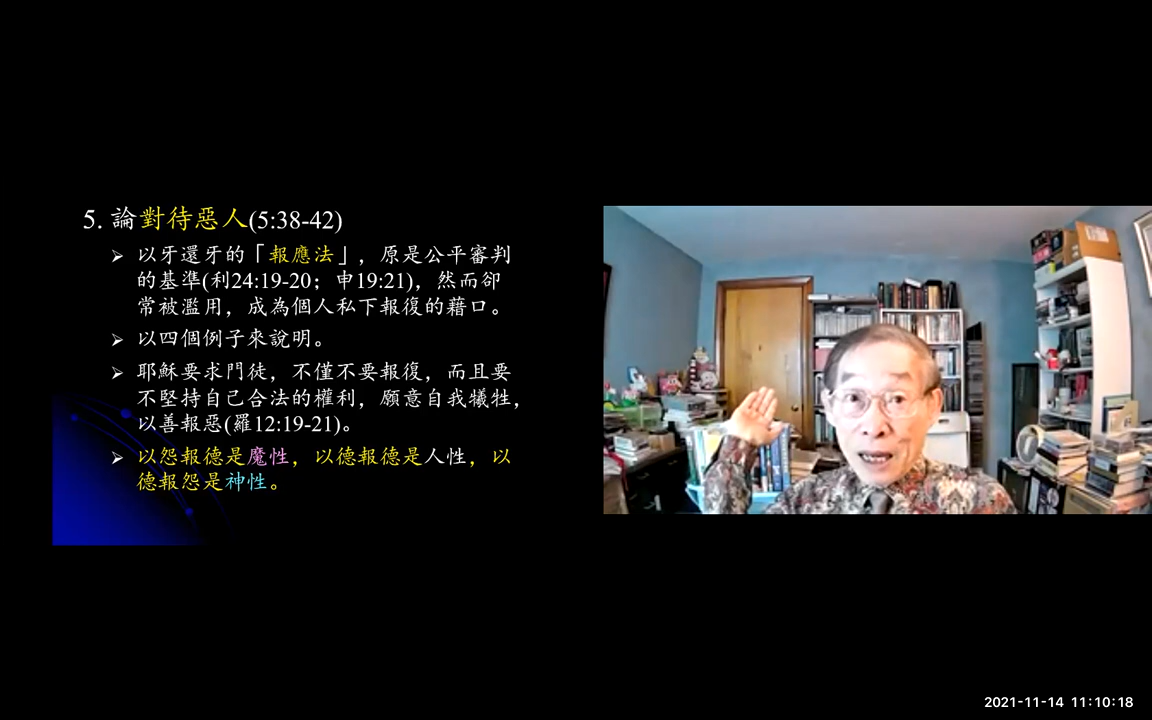 5. 論對待惡人(5:38-42)
➢ 以牙還牙的「報應法」，原是公平審判
的基準(利24:19-20；申19:21)，然而卻
常被濫用，成為個人私下報復的藉口。
➢ 以四個例子來說明。
➢ 耶穌要求門徒，不僅不要報復，而且要
不堅持自己合法的權利，願意自我犧牲，
以善報惡(羅12:19-21)。
➢ 以怨報德是魔性，以德報德是人性，以
德報怨是神性。
2021-11-14 11:10:18